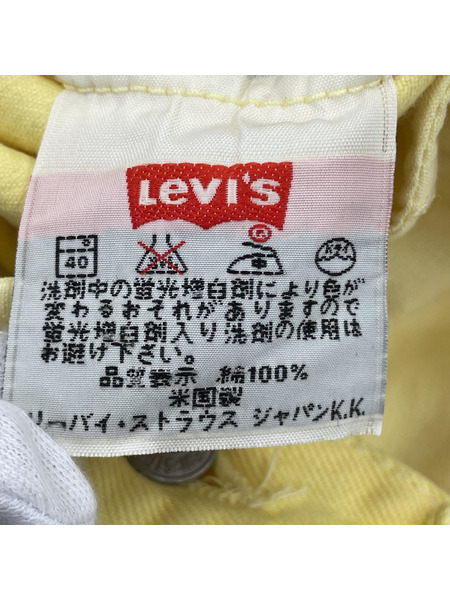 Levi's
®
40
洗剤中の蛍光増白剤により色が
変わるおそれがありますので
蛍光増白剤入り洗剤の使用は
お避け下さい。
品質表示 綿100%
米国製
リーバイ・ストラウス ジャパンK.K.